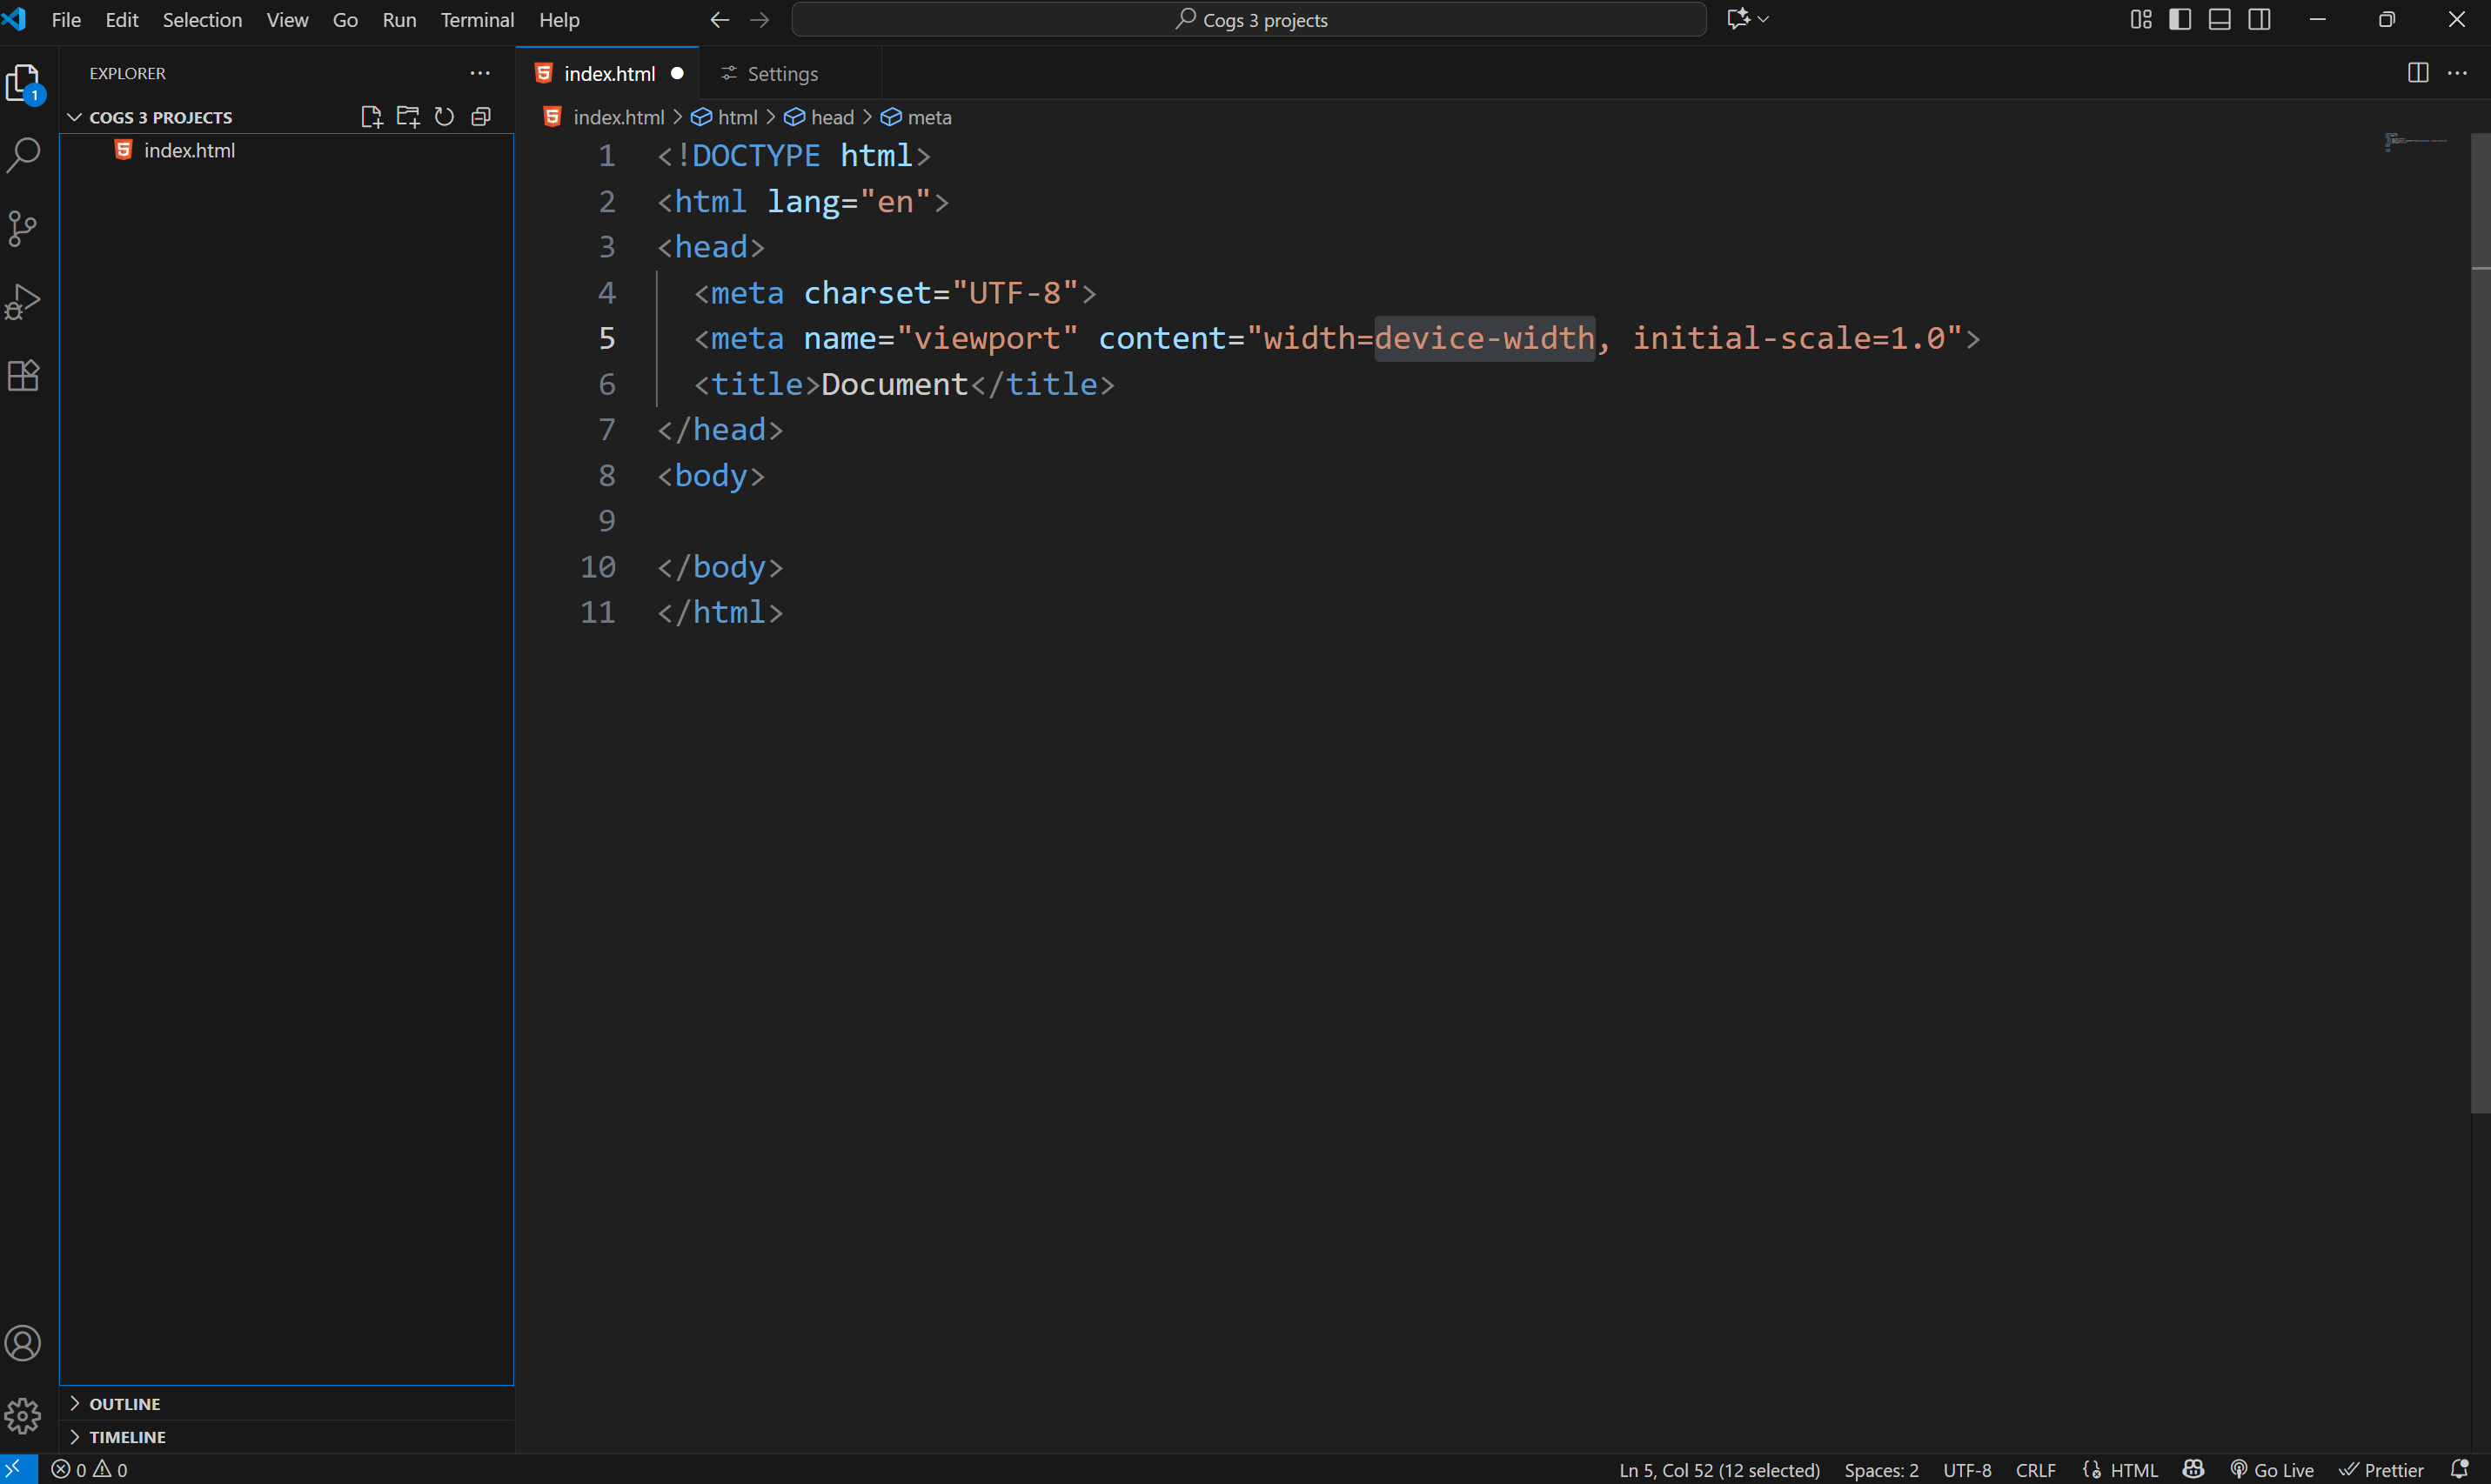 File Edit Selection View Go Run Terminal Help
Cogs 3 projects
EXPLORER
1
COGS 3 PROJECTS
index.html
OUTLINE
TIMELINE
index.html Settings
index.html > html > head > meta
1 <!DOCTYPE html>
2 <html lang="en">
3 <head>
4 <meta charset="UTF-8">
5 <meta name="viewport" content="width=device-width, initial-scale=1.0">
6 <title>Document</title>
7 </head>
8 <body>
9
10 </body>
11 </html>
0 0 Ln 5, Col 52 (12 selected) Spaces: 2 UTF-8 CRLF HTML Go Live Prettier